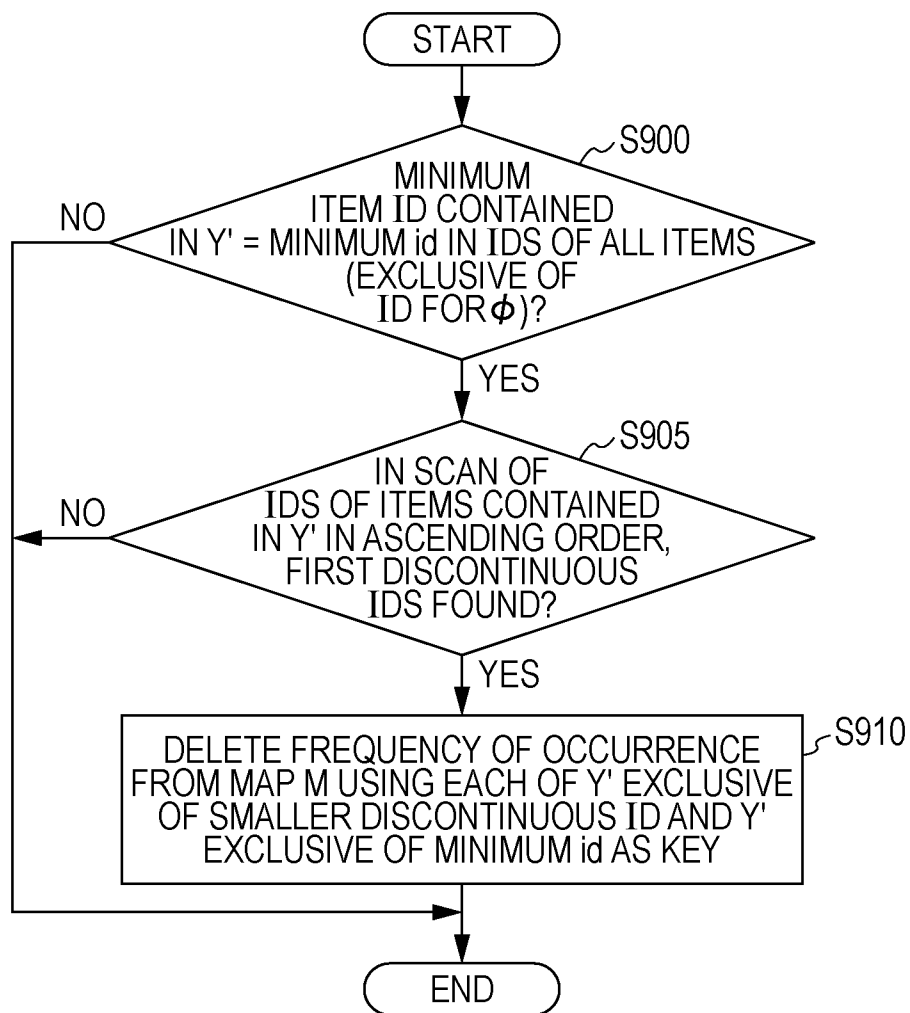 START
S900
MINIMUM
ITEM ID CONTAINED
IN Y' = MINIMUM id IN IDS OF ALL ITEMS
(EXCLUSIVE OF
ID FOR ϕ)?
NO
YES
S905
IN SCAN OF
IDS OF ITEMS CONTAINED
IN Y' IN ASCENDING ORDER,
FIRST DISCONTINUOUS
IDS FOUND?
NO
YES
S910
DELETE FREQUENCY OF OCCURRENCE
FROM MAP M USING EACH OF Y' EXCLUSIVE
OF SMALLER DISCONTINUOUS ID AND Y'
EXCLUSIVE OF MINIMUM id AS KEY
END